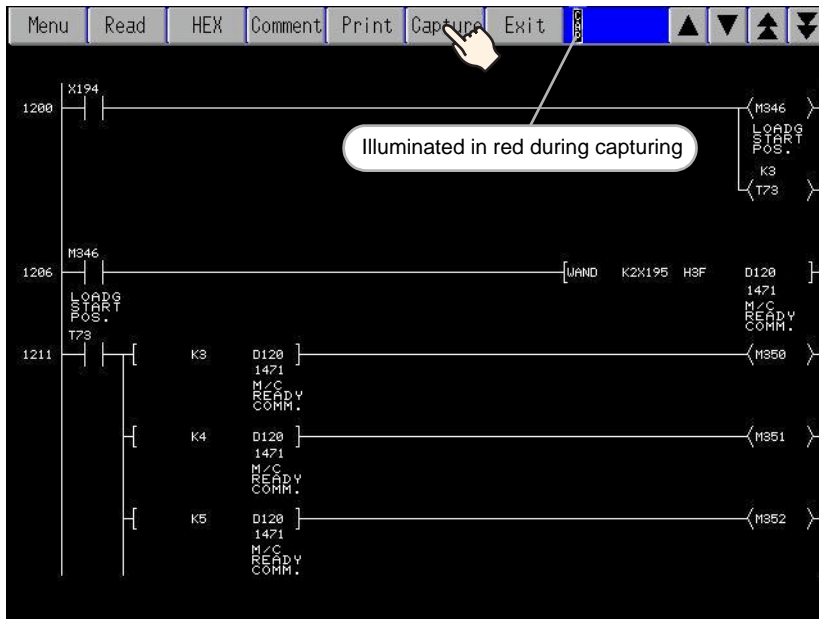 Menu Read HEX Comment Print Capture Exit CAP
X194
1200 M346
LOADG
START
POS.
K3
T73
Illuminated in red during capturing
M346
1206 WAND K2X195 H3F D120
1471
LOADG
START
POS.
M/C
READY
COMM.
T73
1211 K3 D120 M350
1471
M/C
READY
COMM.
K4 D120 M351
1471
M/C
READY
COMM.
K5 D120 M352
1471
M/C
READY
COMM.